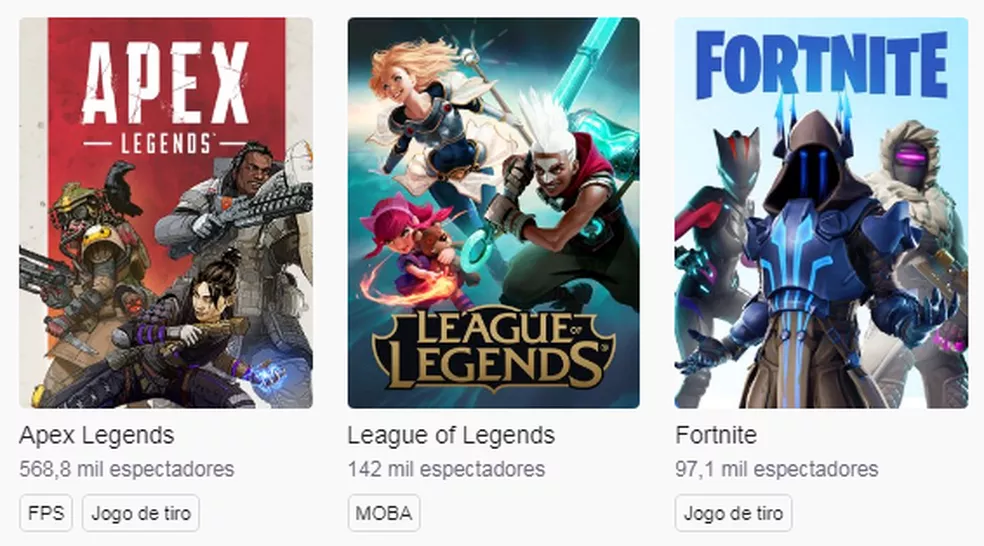 APEX
LEGENDS
LEAGUE OF
LEGENDS
FORTNITE
Apex Legends
568,8 mil espectadores
FPS
Jogo de tiro
League of Legends
142 mil espectadores
MOBA
Fortnite
97,1 mil espectadores
Jogo de tiro